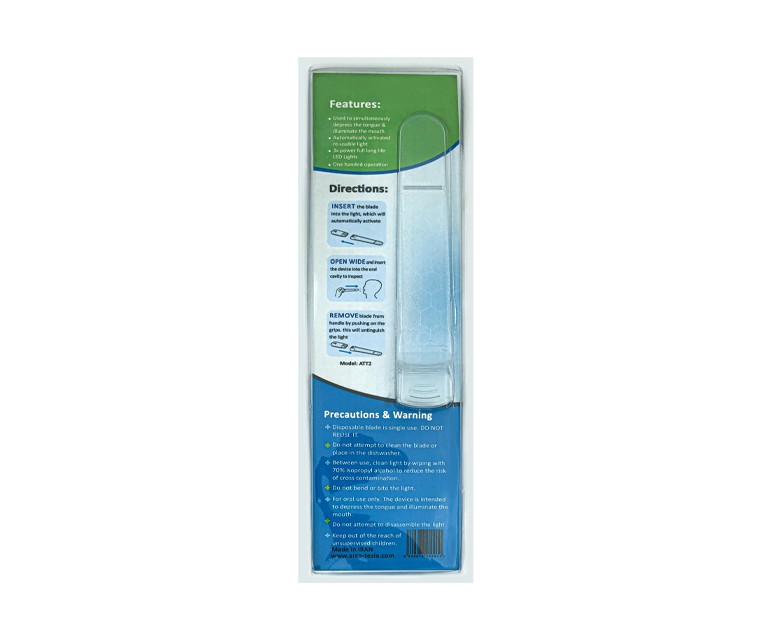 Features:
Used to simultaneously
depress the tongue &
illuminate the mouth
Automatically activated
re-usable light
3x power full long life
LED Lights
One handed operation
Directions:
INSERT the blade
into the light, which will
automatically activate
OPEN WIDE and insert
the device into the oral
cavity to inspect
REMOVE blade from
handle by pushing on the
grips. this will
the light
Model: ATT2
Precautions & Warning
Disposable blade is single use. DO NOT
REUSE IT.
Do not attempt to clean the blade or
place in the dishwasher.
Between use, clean light by wiping with
70% isopropyl alcohol to reduce the risk
of cross contamination.
Do not bend or bite the light.
For oral use only. The device is intended
to depress the tongue and illuminate the
mouth.
Do not attempt to disassemble the light
Keep out of the reach of
unsupervised children.
Made in IRAN